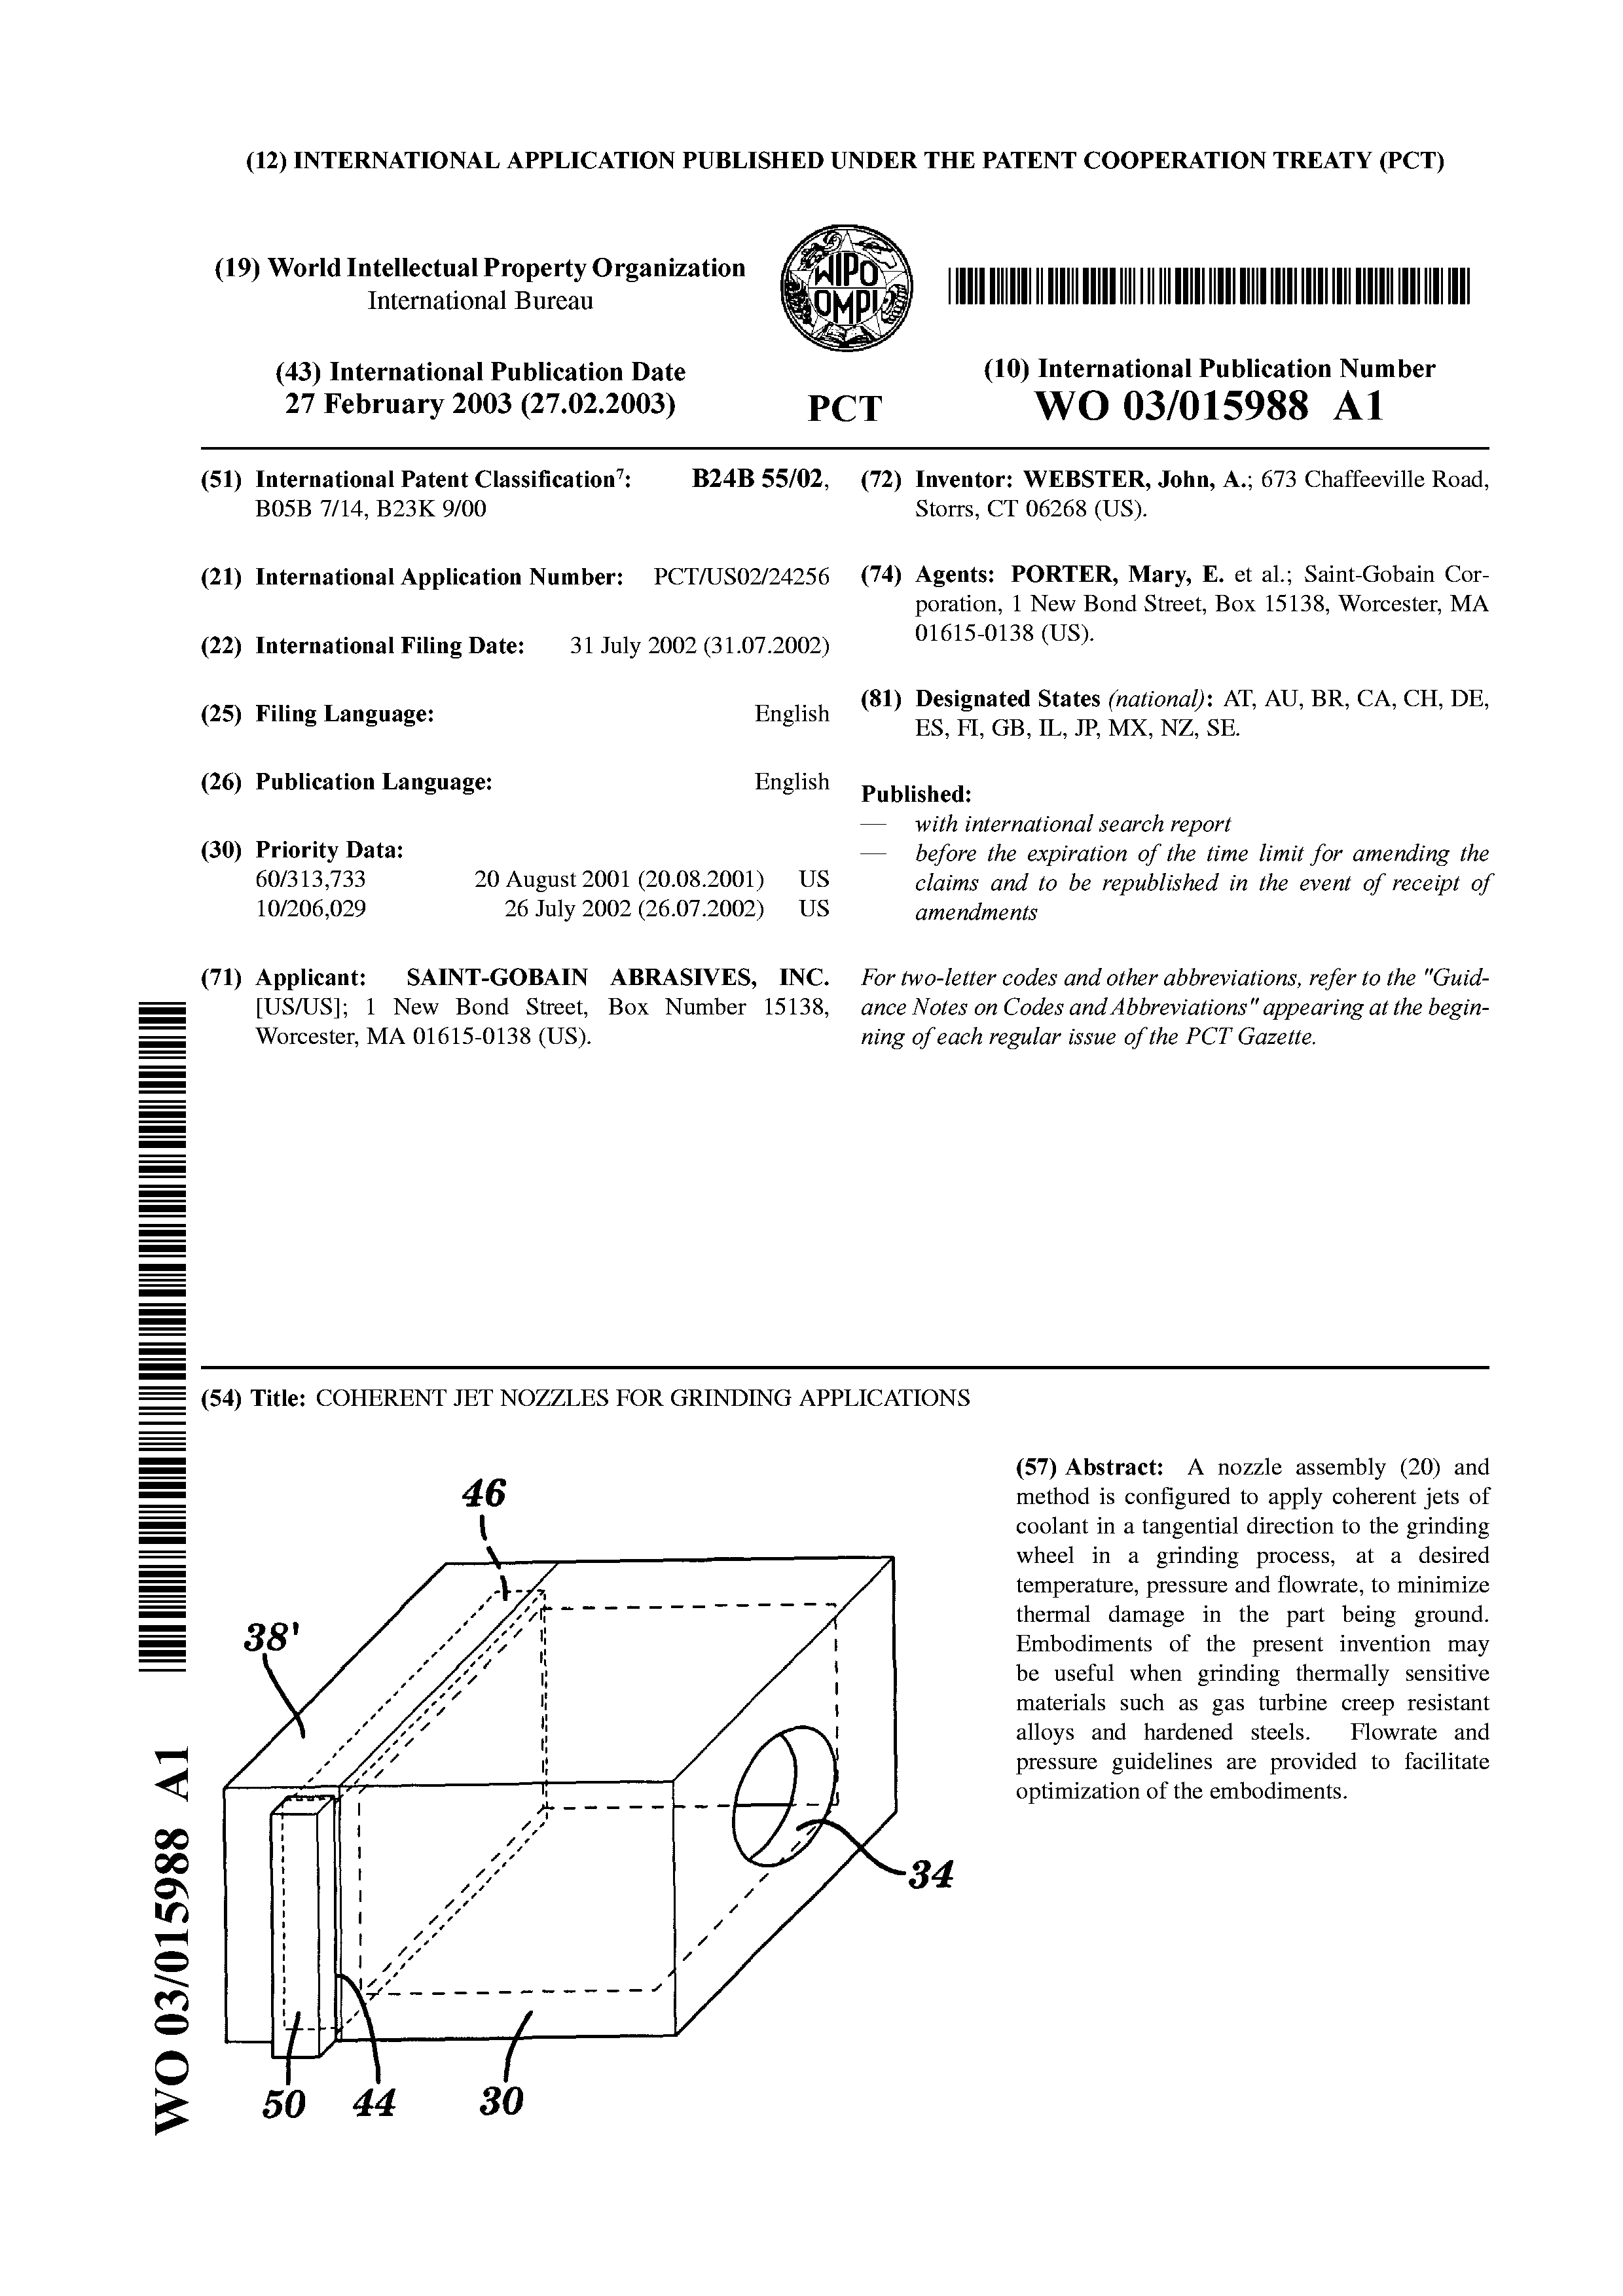 (12) INTERNATIONAL APPLICATION PUBLISHED UNDER THE PATENT COOPERATION TREATY (PCT)
(19) World Intellectual Property Organization
International Bureau
WIPO
OMPI
(43) International Publication Date
27 February 2003 (27.02.2003)
PCT
(10) International Publication Number
WO 03/015988 A1
(51) International Patent Classification7: B24B 55/02,
B05B 7/14, B23K 9/00
(21) International Application Number: PCT/US02/24256
(22) International Filing Date: 31 July 2002 (31.07.2002)
(25) Filing Language: English
(26) Publication Language: English
(30) Priority Data:
60/313,733 20 August 2001 (20.08.2001) US
10/206,029 26 July 2002 (26.07.2002) US
(71) Applicant: SAINT-GOBAIN ABRASIVES, INC.
[US/US]; 1 New Bond Street, Box Number 15138,
Worcester, MA 01615-0138 (US).
(72) Inventor: WEBSTER, John, A.; 673 Chaffeeville Road,
Storrs, CT 06268 (US).
(74) Agents: PORTER, Mary, E. et al.; Saint-Gobain Cor-
poration, 1 New Bond Street, Box 15138, Worcester, MA
01615-0138 (US).
(81) Designated States (national): AT, AU, BR, CA, CH, DE,
ES, FI, GB, IL, JP, MX, NZ, SE.
Published:
— with international search report
— before the expiration of the time limit for amending the
claims and to be republished in the event of receipt of
amendments
For two-letter codes and other abbreviations, refer to the "Guid-
ance Notes on Codes and Abbreviations" appearing at the begin-
ning of each regular issue of the PCT Gazette.
(54) Title: COHERENT JET NOZZLES FOR GRINDING APPLICATIONS
46
38'
34
50
44
30
(57) Abstract: A nozzle assembly (20) and
method is configured to apply coherent jets of
coolant in a tangential direction to the grinding
wheel in a grinding process, at a desired
temperature, pressure and flowrate, to minimize
thermal damage in the part being ground.
Embodiments of the present invention may
be useful when grinding thermally sensitive
materials such as gas turbine creep resistant
alloys and hardened steels. Flowrate and
pressure guidelines are provided to facilitate
optimization of the embodiments.
WO 03/015988 A1